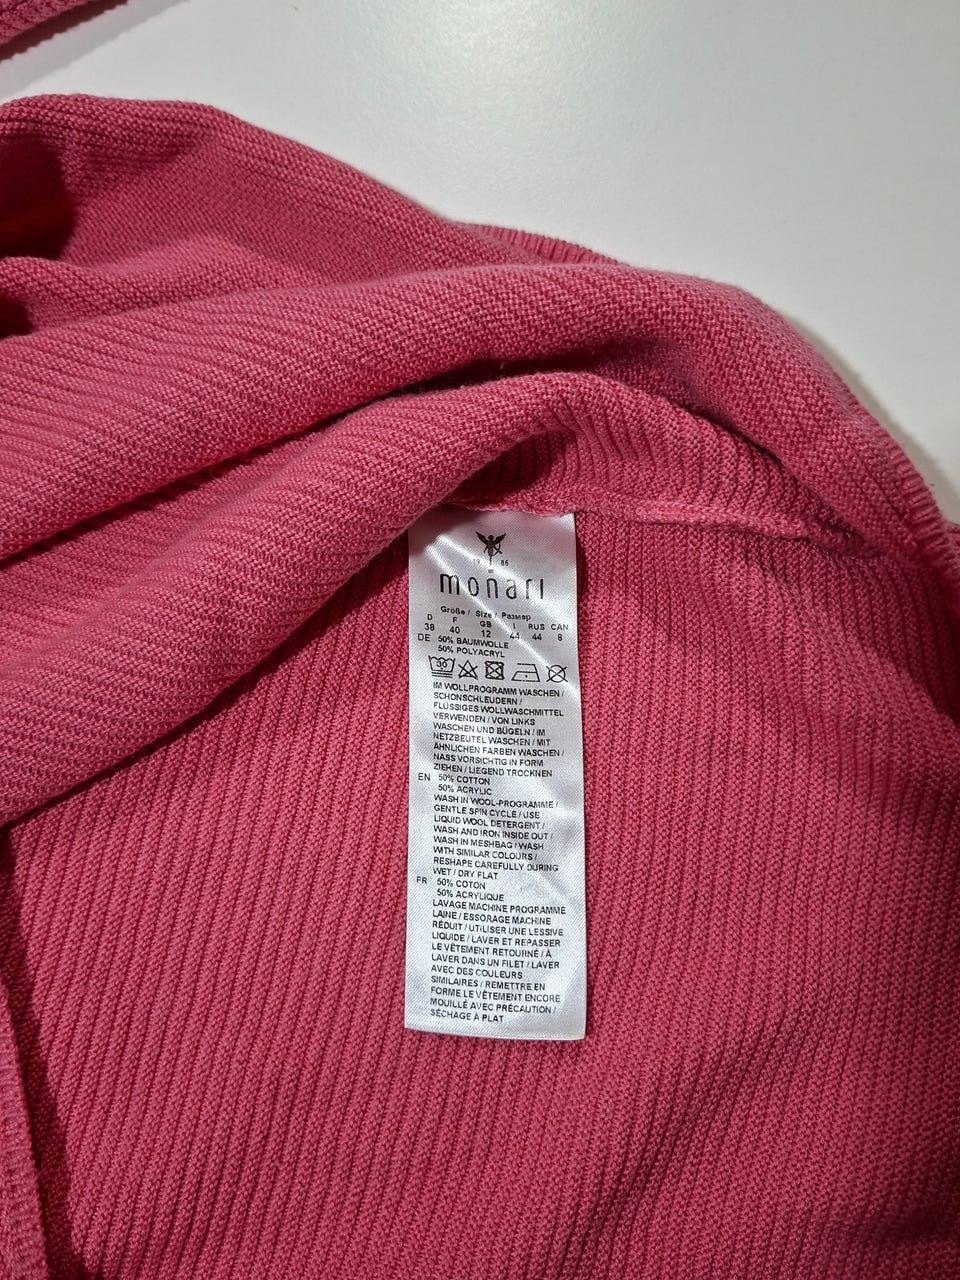 19 86
monari
Größe / Size / Размер
D F GB I RUS CAN
38 40 12 44 44 8
DE 50% BAUMWOLLE
50% POLYACRYL
30
IM WOLLPROGRAMM WASCHEN /
SCHONSCHLEUDERN /
FLÜSSIGES WOLLWASCHMITTEL
VERWENDEN / VON LINKS
WASCHEN UND BÜGELN / IM
NETZBEUTEL WASCHEN / MIT
ÄHNLICHEN FARBEN WASCHEN /
NASS VORSICHTIG IN FORM
ZIEHEN / LIEGEND TROCKNEN
EN 50% COTTON
50% ACRYLIC
WASH IN WOOL-PROGRAMME /
GENTLE SPIN CYCLE / USE
LIQUID WOOL DETERGENT /
WASH AND IRON INSIDE OUT /
WASH IN MESHBAG / WASH
WITH SIMILAR COLOURS /
RESHAPE CAREFULLY DURING
WET / DRY FLAT
FR 50% COTON
50% ACRYLIQUE
LAVAGE MACHINE PROGRAMME
LAINE / ESSORAGE MACHINE
RÉDUIT / UTILISER UNE LESSIVE
LIQUIDE / LAVER ET REPASSER
LE VÊTEMENT RETOURNÉ / À
LAVER DANS UN FILET / LAVER
AVEC DES COULEURS
SIMILAIRES / REMETTRE EN
FORME LE VÊTEMENT ENCORE
MOUILLÉ AVEC PRÉCAUTION /
SÉCHAGE À PLAT